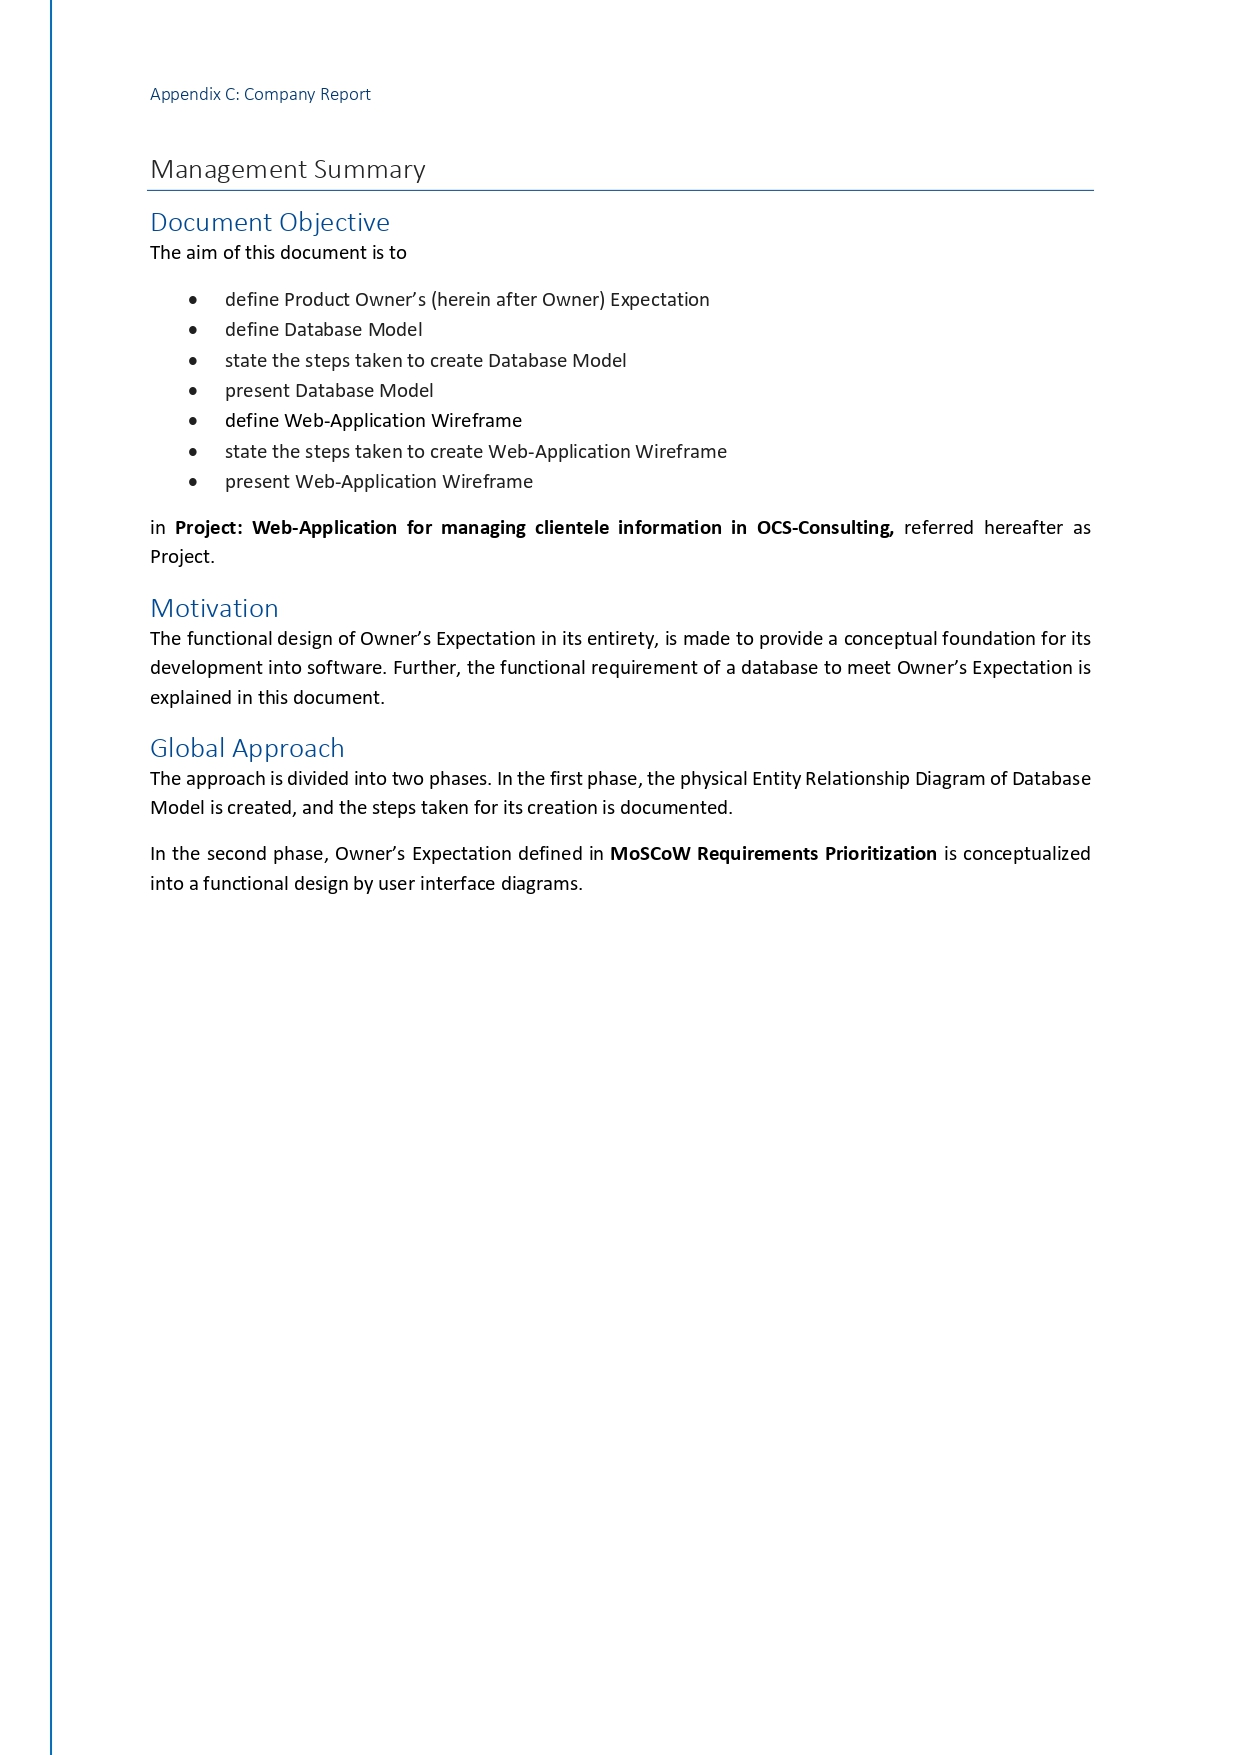 Appendix C: Company Report
Management Summary
Document Objective
The aim of this document is to
• define Product Owner’s (herein after Owner) Expectation
• define Database Model
• state the steps taken to create Database Model
• present Database Model
• define Web-Application Wireframe
• state the steps taken to create Web-Application Wireframe
• present Web-Application Wireframe
in Project: Web-Application for managing clientele information in OCS-Consulting, referred hereafter as
Project.
Motivation
The functional design of Owner’s Expectation in its entirety, is made to provide a conceptual foundation for its
development into software. Further, the functional requirement of a database to meet Owner’s Expectation is
explained in this document.
Global Approach
The approach is divided into two phases. In the first phase, the physical Entity Relationship Diagram of Database
Model is created, and the steps taken for its creation is documented.
In the second phase, Owner’s Expectation defined in MoSCoW Requirements Prioritization is conceptualized
into a functional design by user interface diagrams.